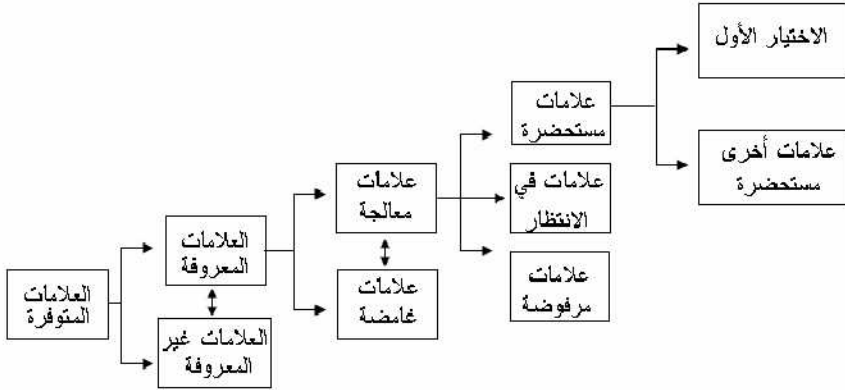 العلامات
المتوفرة
العلامات
المعروفة
العلامات غير
المعروفة
علامات
معالجة
علامات
غامضة
علامات
مستحضرة
علامات في
الانتظار
علامات
مرفوضة
الاختيار الأول
علامات أخرى
مستحضرة